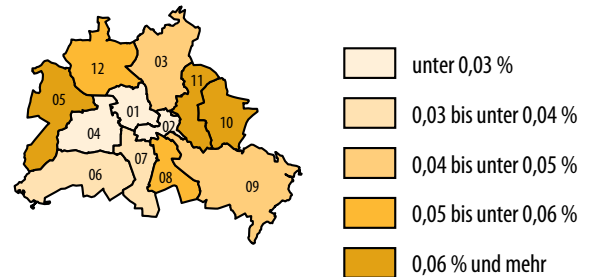 03
12
11
05
01
02
10
04
07
06
08
09
unter 0,03 %
0,03 bis unter 0,04 %
0,04 bis unter 0,05 %
0,05 bis unter 0,06 %
0,06 % und mehr